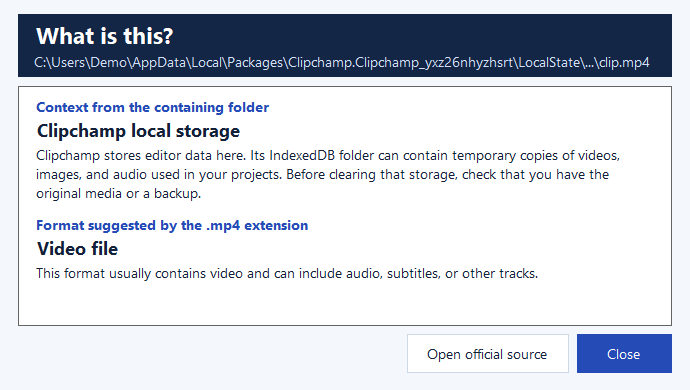 What is this?
C:\Users\Demo\AppData\Local\Packages\Clipchamp.Clipchamp_yxz26nhyzhsrt\LocalState\...\clip.mp4
Context from the containing folder
Clipchamp local storage
Clipchamp stores editor data here. Its IndexedDB folder can contain temporary copies of videos,
images, and audio used in your projects. Before clearing that storage, check that you have the
original media or a backup.
Format suggested by the .mp4 extension
Video file
This format usually contains video and can include audio, subtitles, or other tracks.
Open official source
Close